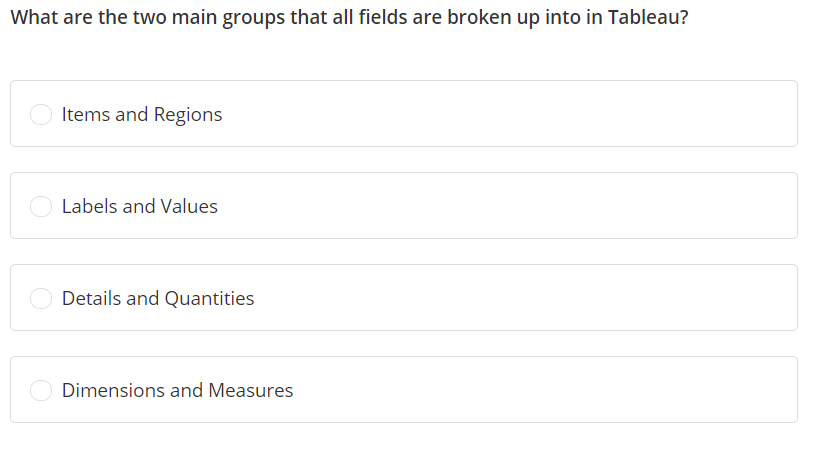 What are the two main groups that all fields are broken up into in Tableau?
Items and Regions
Labels and Values
Details and Quantities
Dimensions and Measures